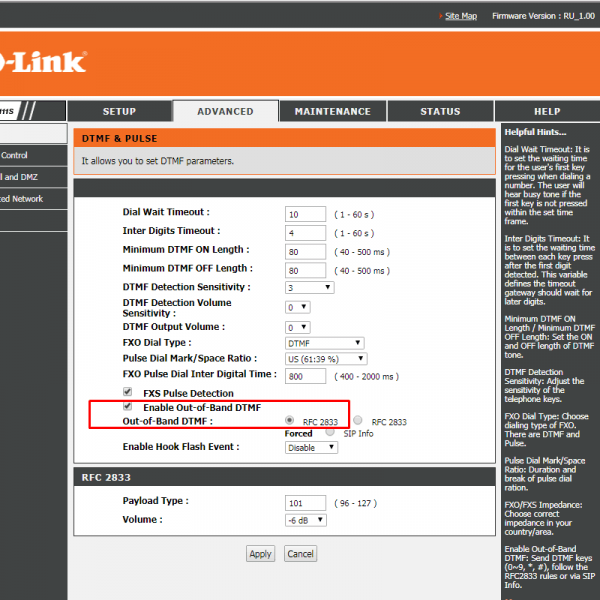 Site Map Firmware Version : RU_1.00
-Link
SETUP ADVANCED MAINTENANCE STATUS HELP
Control
and DMZ
Network
DTMF & PULSE
It allows you to set DTMF parameters.
Dial Wait Timeout : 10 ( 1 - 60 s )
Inter Digits Timeout : 4 ( 1 - 60 s )
Minimum DTMF ON Length : 80 ( 40 - 500 ms )
Minimum DTMF OFF Length : 80 ( 40 - 500 ms )
DTMF Detection Sensitivity : 3
DTMF Detection Volume
Sensitivity : 0
DTMF Output Volume : 0
FXO Dial Type : DTMF
Pulse Dial Mark/Space Ratio : US (61:39 %)
FXO Pulse Dial Inter Digital Time : 800 ( 400 - 2000 ms )
FXS Pulse Detection
Enable Out-of-Band DTMF
Out-of-Band DTMF : RFC 2833 RFC 2833
Forced SIP Info
Enable Hook Flash Event : Disable
RFC 2833
Payload Type : 101 ( 96 - 127 )
Volume : -6 dB
Apply Cancel
Helpful Hints...
Dial Wait Timeout: It is
to set the waiting time
for the user's first key
pressing when dialing a
number. The user will
hear busy tone if the
first key is not pressed
within the set time
frame.
Inter Digits Timeout: It
is to set the waiting time
between each key press
after the first digit
detected. This variable
defines the timeout
gateway should wait for
later digits.
Minimum DTMF ON
Length / Minimum DTMF
OFF Length: Set the ON
and OFF length of DTMF
tone.
DTMF Detection
Sensitivity: Adjust the
sensitivity of the
telephone keys.
FXO Dial Type: Choose
dialing type of FXO.
There are DTMF and
Pulse.
Pulse Dial Mark/Space
Ratio: Duration and
break of pulse dial
ration.
FXO/FXS Impedance:
Choose correct
impedance in your
country/area.
Enable Out-of-Band
DTMF: Send DTMF keys
(0~9, *, #), follow the
RFC2833 rules or via SIP
Info.